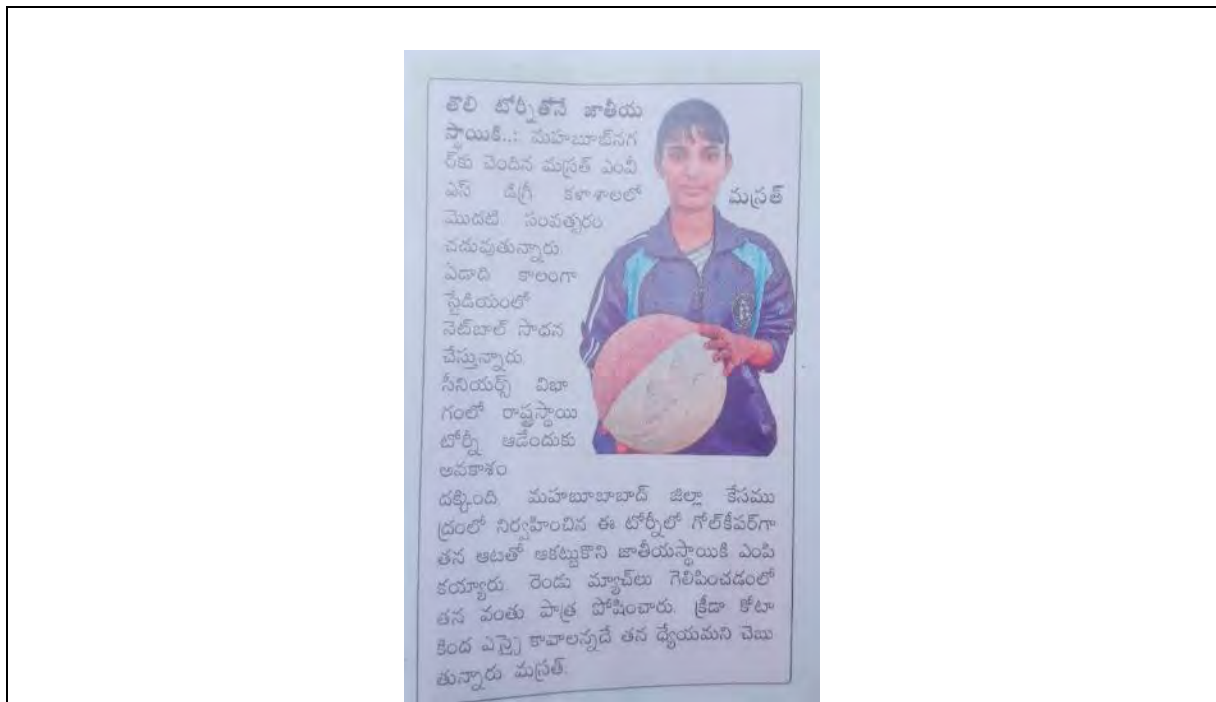 తొలి టోర్నీతోనే జాతీయ
స్థాయికి..: మహబూబ్‌నగ
ర్‌కు చెందిన మస్రత్ ఎంవీ
ఎస్ డిగ్రీ కళాశాలలో
మొదటి సంవత్సరం
చదువుతున్నారు.
ఏడాది కాలంగా
స్టేడియంలో
నెట్‌బాల్ సాధన
చేస్తున్నారు.
సీనియర్స్ విభా
గంలో రాష్ట్రస్థాయి
టోర్నీ ఆడేందుకు
అవకాశం
దక్కింది. మహబూబాబాద్ జిల్లా కేసము
ద్రంలో నిర్వహించిన ఈ టోర్నీలో గోల్‌కీపర్‌గా
తన ఆటతో ఆకట్టుకొని జాతీయస్థాయికి ఎంపి
కయ్యారు. రెండు మ్యాచ్‌లు గెలిపించడంలో
తన వంతు పాత్ర పోషించారు. క్రీడా కోటా
కింద ఎస్సై కావాలన్నదే తన ధ్యేయమని చెబు
తున్నారు మస్రత్.
మస్రత్